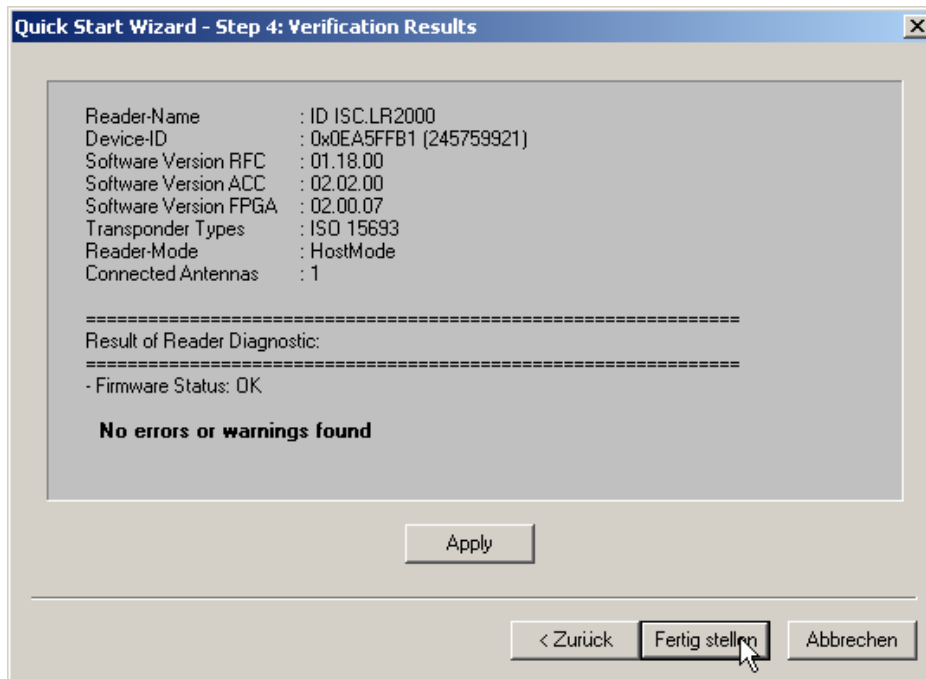 Quick Start Wizard - Step 4: Verification Results
Reader-Name : ID ISC.LR2000
Device-ID : 0x0EA5FFB1 (245759921)
Software Version RFC : 01.18.00
Software Version ACC : 02.02.00
Software Version FPGA : 02.00.07
Transponder Types : ISO 15693
Reader-Mode : HostMode
Connected Antennas : 1
===============================================================
Result of Reader Diagnostic:
===============================================================
- Firmware Status: OK
No errors or warnings found
Apply
< Zurück Fertig stellen Abbrechen